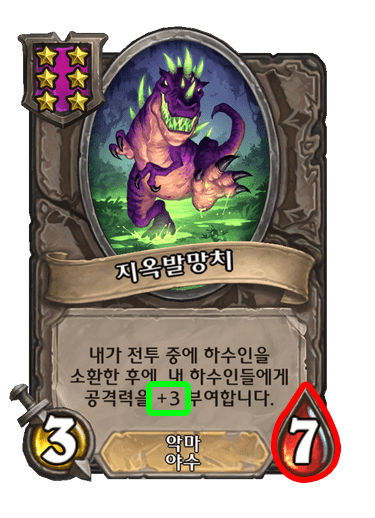 지옥발망치
내가 전투 중에 하수인을
소환한 후에, 내 하수인들에게
공격력을 +3 부여합니다.
3
악마
야수
7